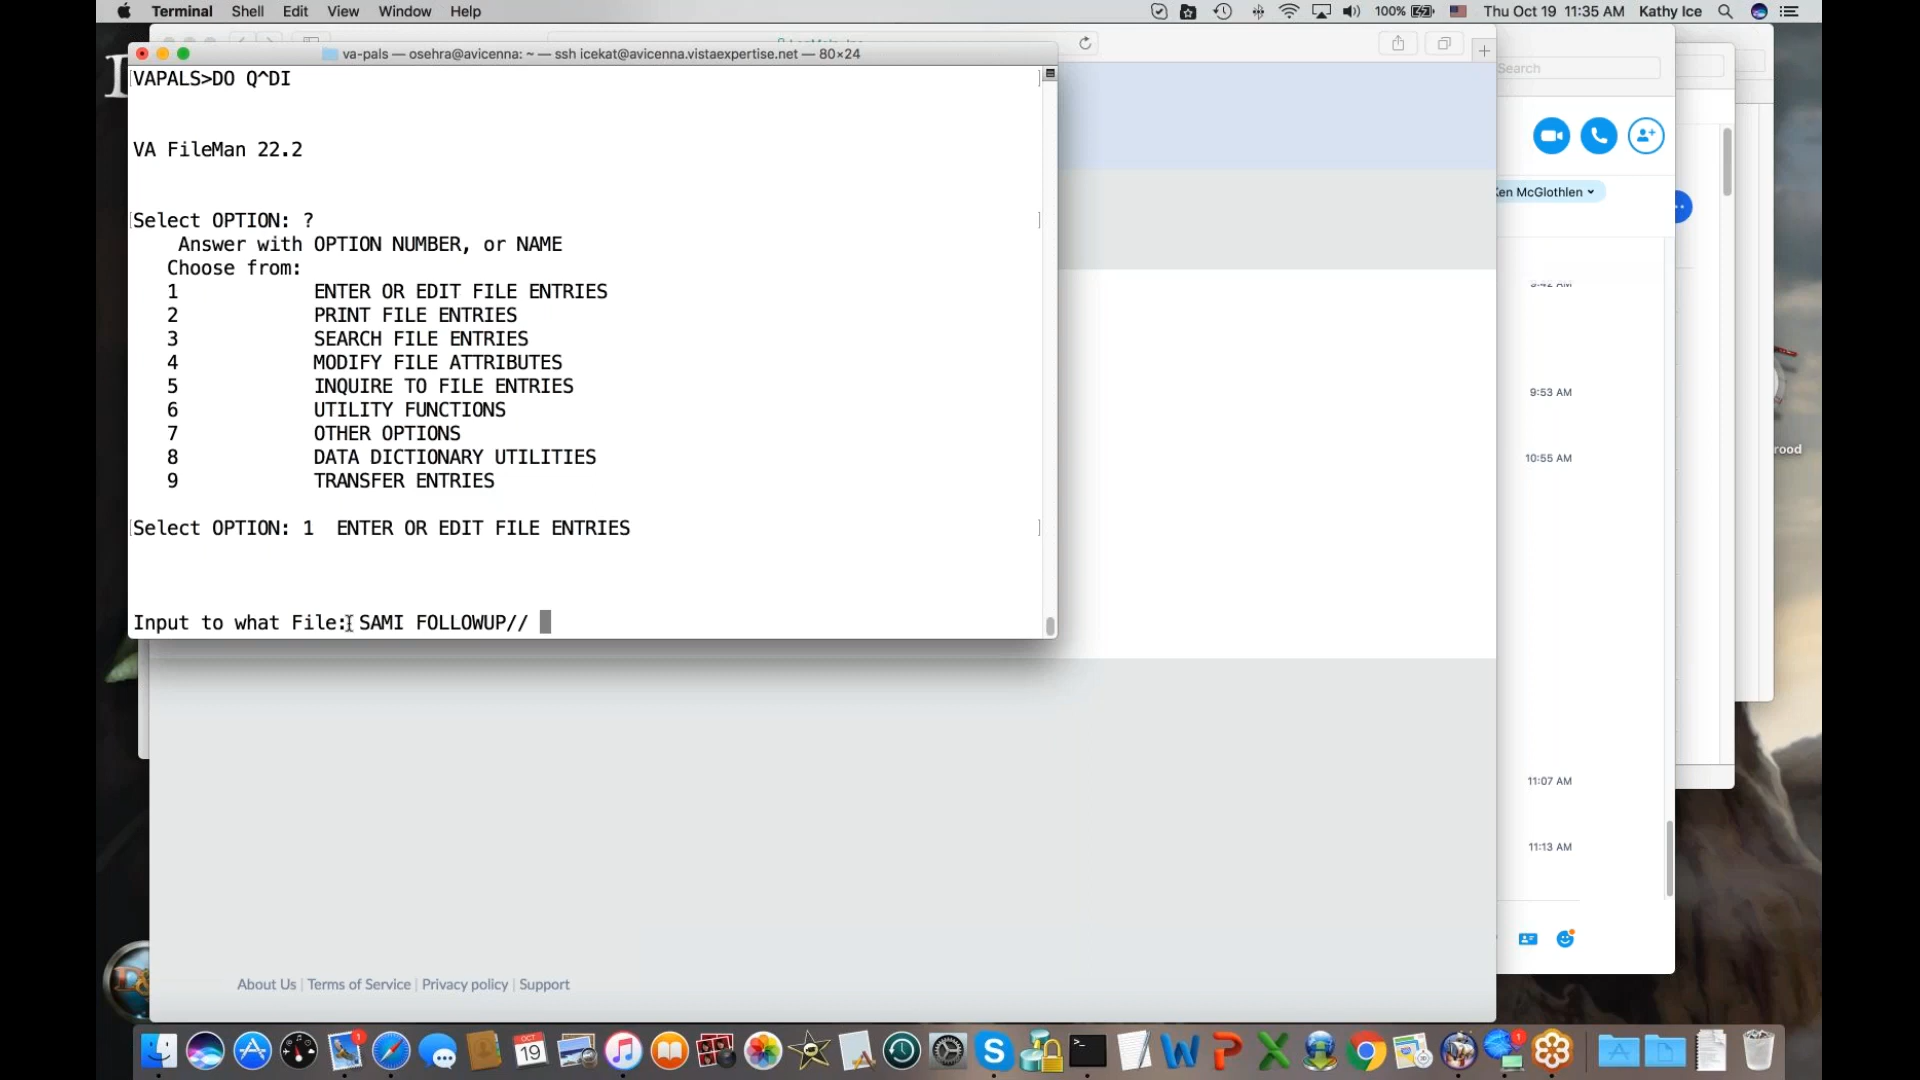 Terminal Shell Edit View Window Help 100% Thu Oct 19 11:35 AM Kathy Ice
va-pals — osehra@avicenna: ~ — ssh icekat@avicenna.vistaexpertise.net — 80×24
Search
VAPALS>DO Q^DI
VA FileMan 22.2
Ken McGlothlen
Select OPTION: ?
Answer with OPTION NUMBER, or NAME
Choose from:
1 ENTER OR EDIT FILE ENTRIES
2 PRINT FILE ENTRIES
3 SEARCH FILE ENTRIES
4 MODIFY FILE ATTRIBUTES
5 INQUIRE TO FILE ENTRIES
6 UTILITY FUNCTIONS
7 OTHER OPTIONS
8 DATA DICTIONARY UTILITIES
9 TRANSFER ENTRIES
Select OPTION: 1 ENTER OR EDIT FILE ENTRIES
Input to what File: SAMI FOLLOWUP//
9:53 AM
rood
10:55 AM
11:07 AM
11:13 AM
About Us | Terms of Service | Privacy policy | Support
OCT
19
1
1